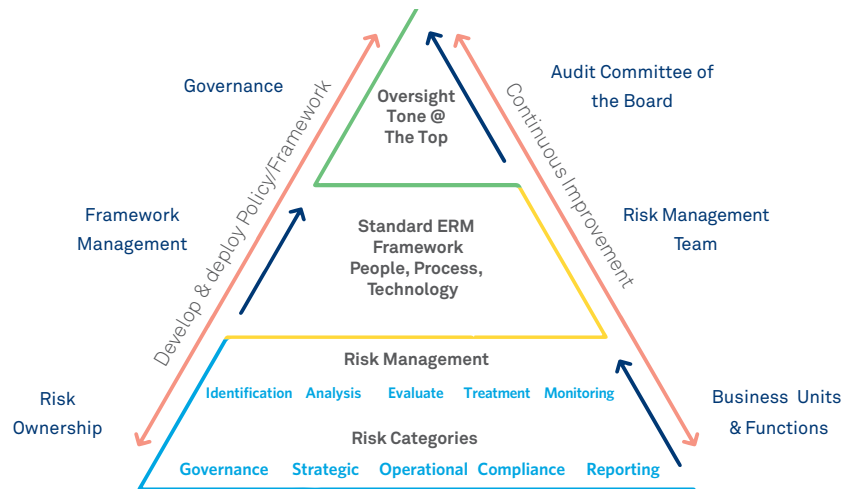 Governance
Oversight
Tone @
The Top
Audit Committee of
the Board
Develop & deploy Policy/Framework
Continuous Improvement
Framework
Management
Standard ERM
Framework
People, Process,
Technology
Risk Management
Team
Risk Management
Identification Analysis Evaluate Treatment Monitoring
Risk
Ownership
Business Units
& Functions
Risk Categories
Governance Strategic Operational Compliance Reporting